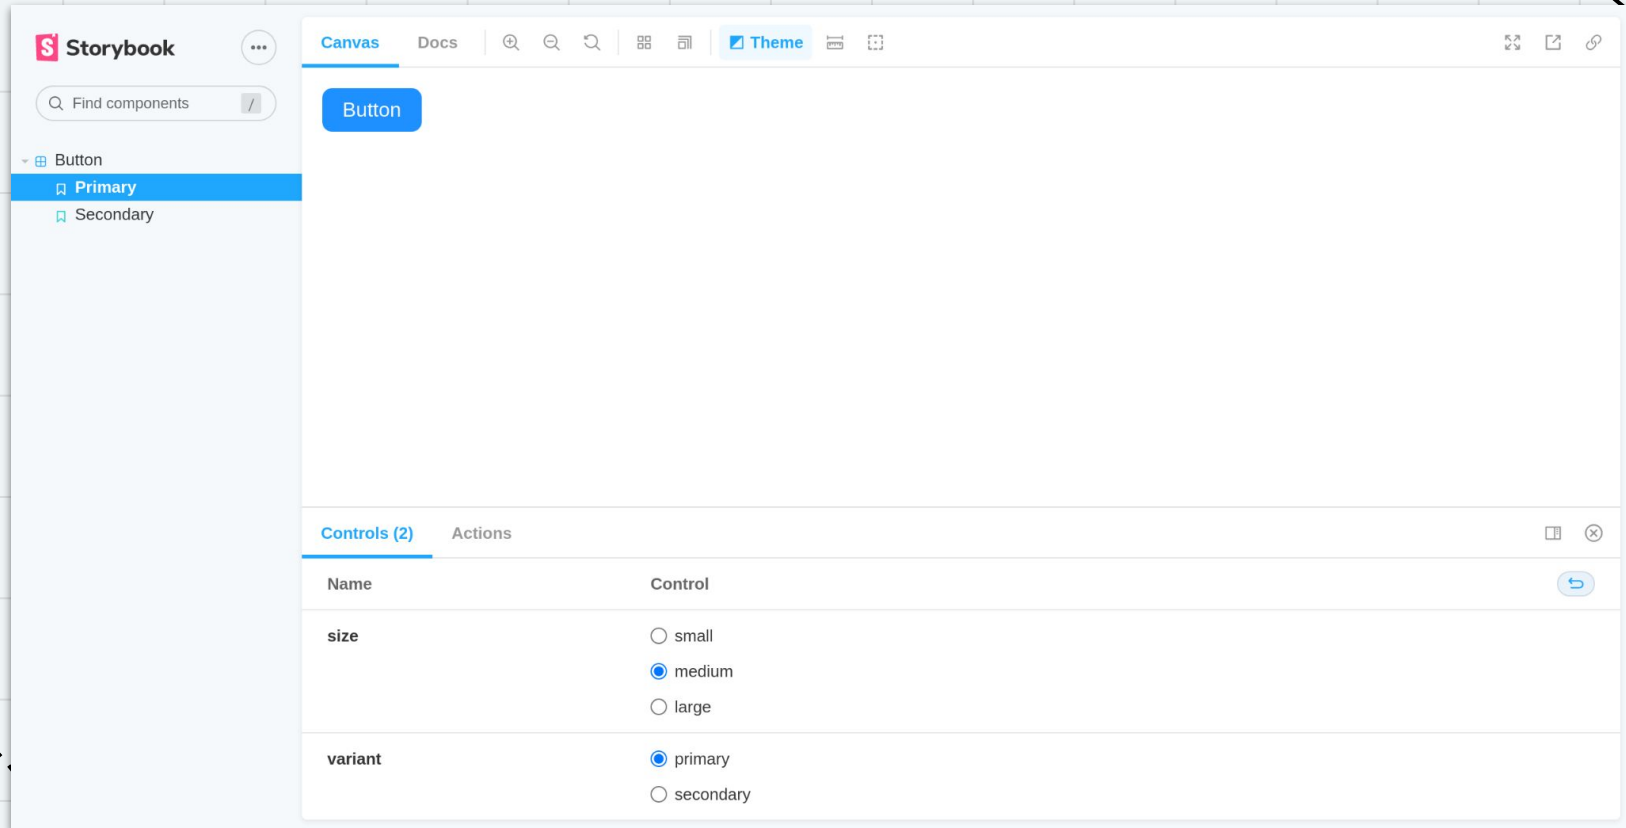 Storybook
Find components /
Button
Primary
Secondary
Canvas Docs Theme
Button
Controls (2) Actions
Name Control
size
small
medium
large
variant
primary
secondary